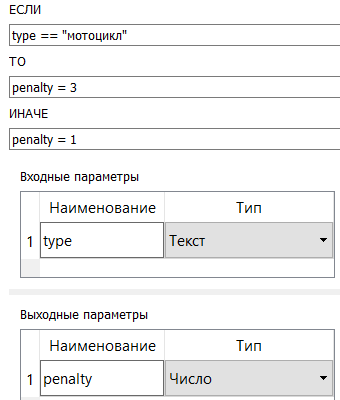 ЕСЛИ
type == "мотоцикл"
ТО
penalty = 3
ИНАЧЕ
penalty = 1
Входные параметры
Наименование Тип
1 type Текст
Выходные параметры
Наименование Тип
1 penalty Число